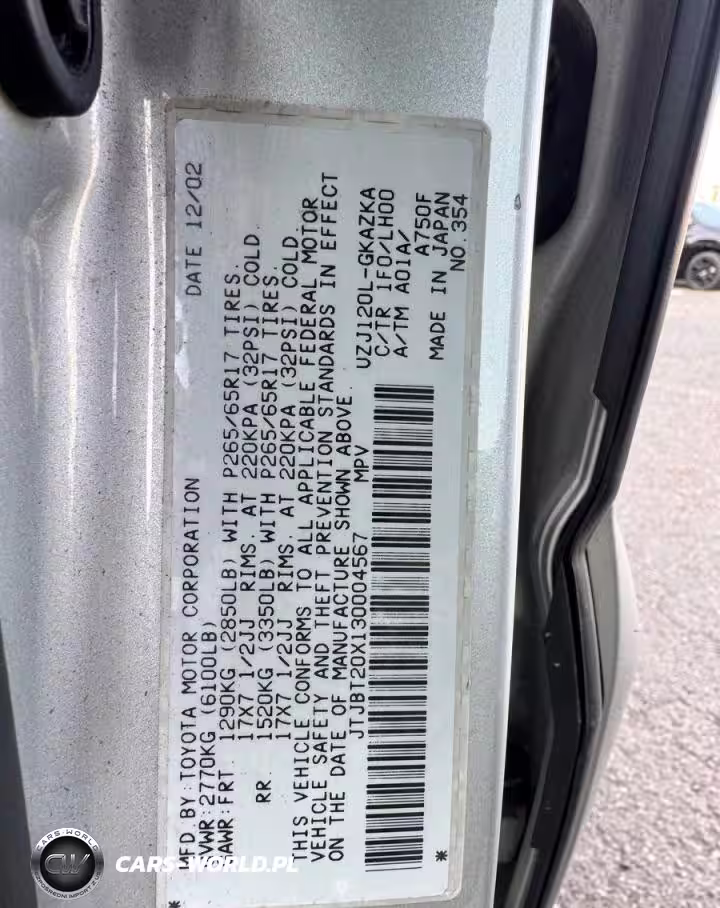 MFD.BY:TOYOTA MOTOR CORPORATION DATE 12/02
GVWR:2770KG (6100LB)
GAWR:FRT. 1290KG (2850LB) WITH P265/65R17 TIRES.
17X7 1/2JJ RIMS. AT 220KPA (32PSI) COLD.
RR. 1520KG (3350LB) WITH P265/65R17 TIRES.
17X7 1/2JJ RIMS. AT 220KPA (32PSI) COLD.
THIS VEHICLE CONFORMS TO ALL APPLICABLE FEDERAL MOTOR
VEHICLE SAFETY AND THEFT PREVENTION STANDARDS IN EFFECT
ON THE DATE OF MANUFACTURE SHOWN ABOVE.
JTJBT20X130004567 MPV
UZJ120L-GKAZKA
C/TR 1F0/LH00
A/TM A01A/ A750F
MADE IN JAPAN
NO.354
CARS-WORLD
CW
CARS-WORLD.PL